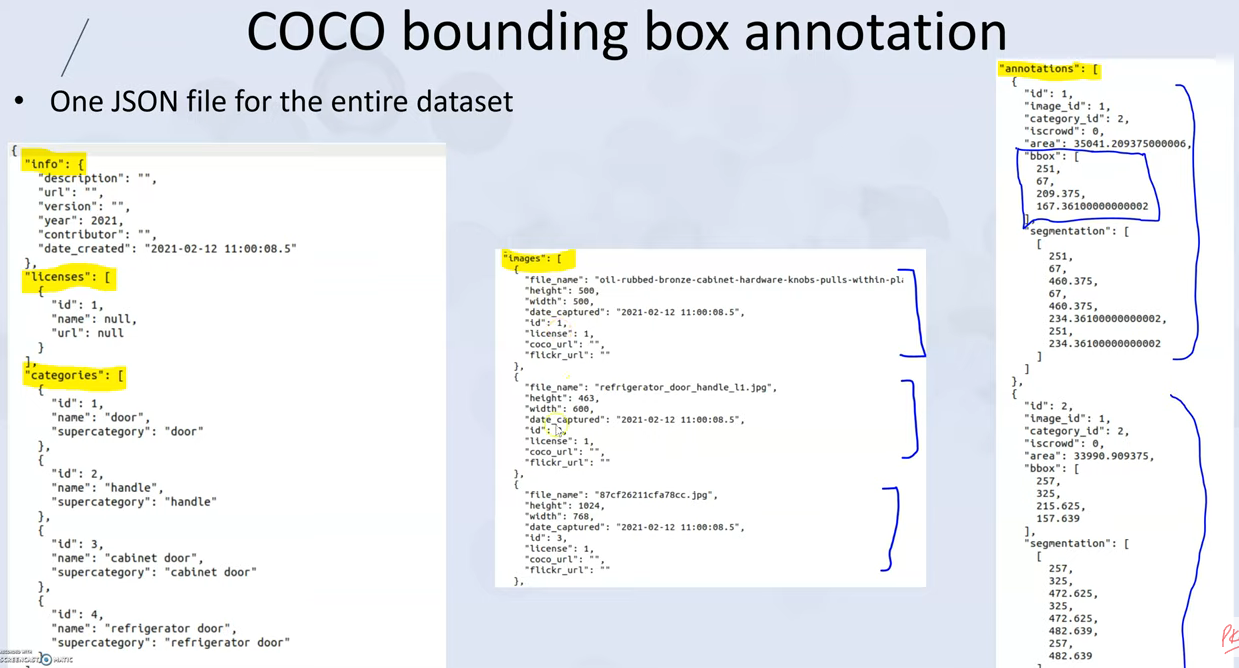 COCO bounding box annotation
• One JSON file for the entire dataset
{
"info": {
"description": "",
"url": "",
"version": "",
"year": 2021,
"contributor": "",
"date_created": "2021-02-12 11:00:08.5"
},
"licenses": [
{
"id": 1,
"name": null,
"url": null
}
],
"categories": [
{
"id": 1,
"name": "door",
"supercategory": "door"
},
{
"id": 2,
"name": "handle",
"supercategory": "handle"
},
{
"id": 3,
"name": "cabinet door",
"supercategory": "cabinet door"
},
{
"id": 4,
"name": "refrigerator door",
"supercategory": "refrigerator door"
"images": [
{
"file_name": "oil-rubbed-bronze-cabinet-hardware-knobs-pulls-within-pla
"height": 500,
"width": 500,
"date_captured": "2021-02-12 11:00:08.5",
"id": 1,
"license": 1,
"coco_url": "",
"flickr_url": ""
},
{
"file_name": "refrigerator_door_handle_l1.jpg",
"height": 463,
"width": 600,
"date_captured": "2021-02-12 11:00:08.5",
"id":
"license": 1,
"coco_url": "",
"flickr_url": ""
},
{
"file_name": "87cf26211cfa78cc.jpg",
"height": 1024,
"width": 768,
"date_captured": "2021-02-12 11:00:08.5",
"id": 3,
"license": 1,
"coco_url": "",
"flickr_url": ""
},
"annotations": [
{
"id": 1,
"image_id": 1,
"category_id": 2,
"iscrowd": 0,
"area": 35041.209375000006,
"bbox": [
251,
67,
209.375,
167.36100000000002
],
"segmentation": [
[
251,
67,
460.375,
67,
460.375,
234.36100000000002,
251,
234.36100000000002
]
]
},
{
"id": 2,
"image_id": 1,
"category_id": 2,
"iscrowd": 0,
"area": 33990.909375,
"bbox": [
257,
325,
215.625,
157.639
],
"segmentation": [
[
257,
325,
472.625,
325,
472.625,
482.639,
257,
482.639
]
RECORDED WITH
SCREENCAST MATIC